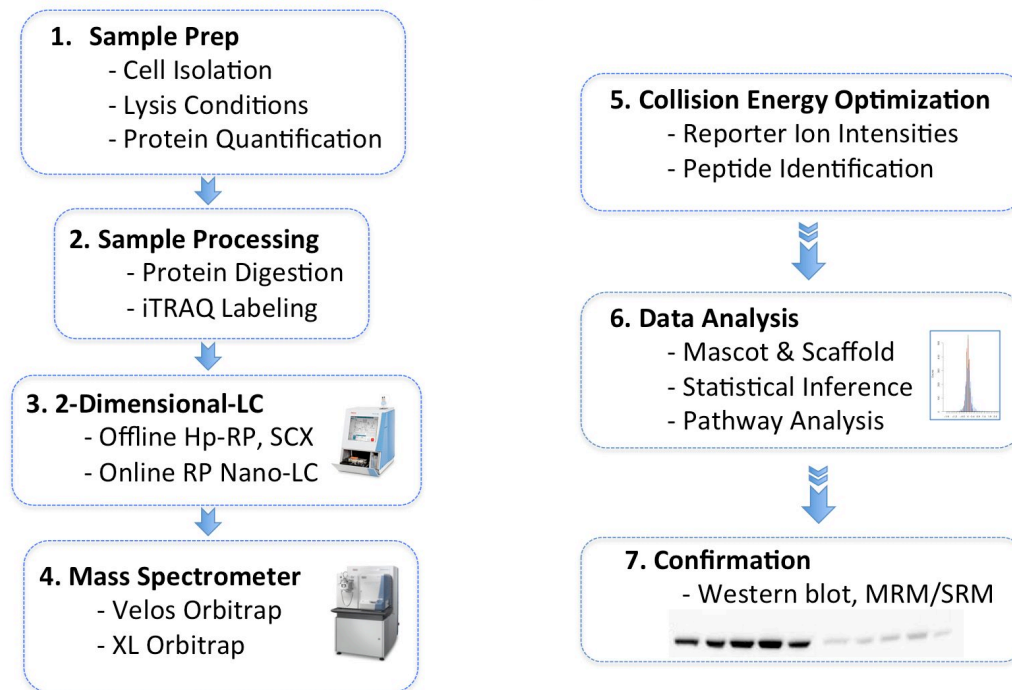 1. Sample Prep
- Cell Isolation
- Lysis Conditions
- Protein Quantification
2. Sample Processing
- Protein Digestion
- iTRAQ Labeling
3. 2-Dimensional-LC
- Offline Hp-RP, SCX
- Online RP Nano-LC
4. Mass Spectrometer
- Velos Orbitrap
- XL Orbitrap
5. Collision Energy Optimization
- Reporter Ion Intensities
- Peptide Identification
6. Data Analysis
- Mascot & Scaffold
- Statistical Inference
- Pathway Analysis
7. Confirmation
- Western blot, MRM/SRM